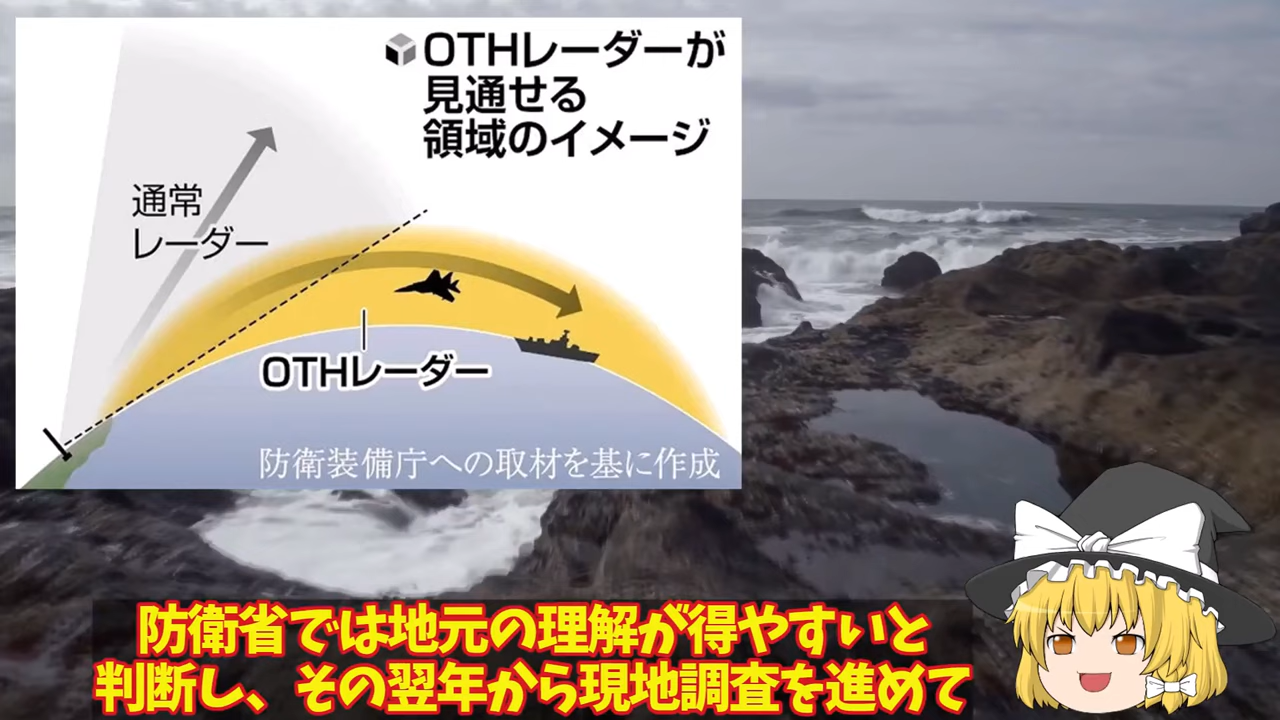 OTHレーダーが
見通せる
領域のイメージ
通常
レーダー
OTHレーダー
防衛装備庁への取材を基に作成
防衛省では地元の理解が得やすいと
判断し、その翌年から現地調査を進めて